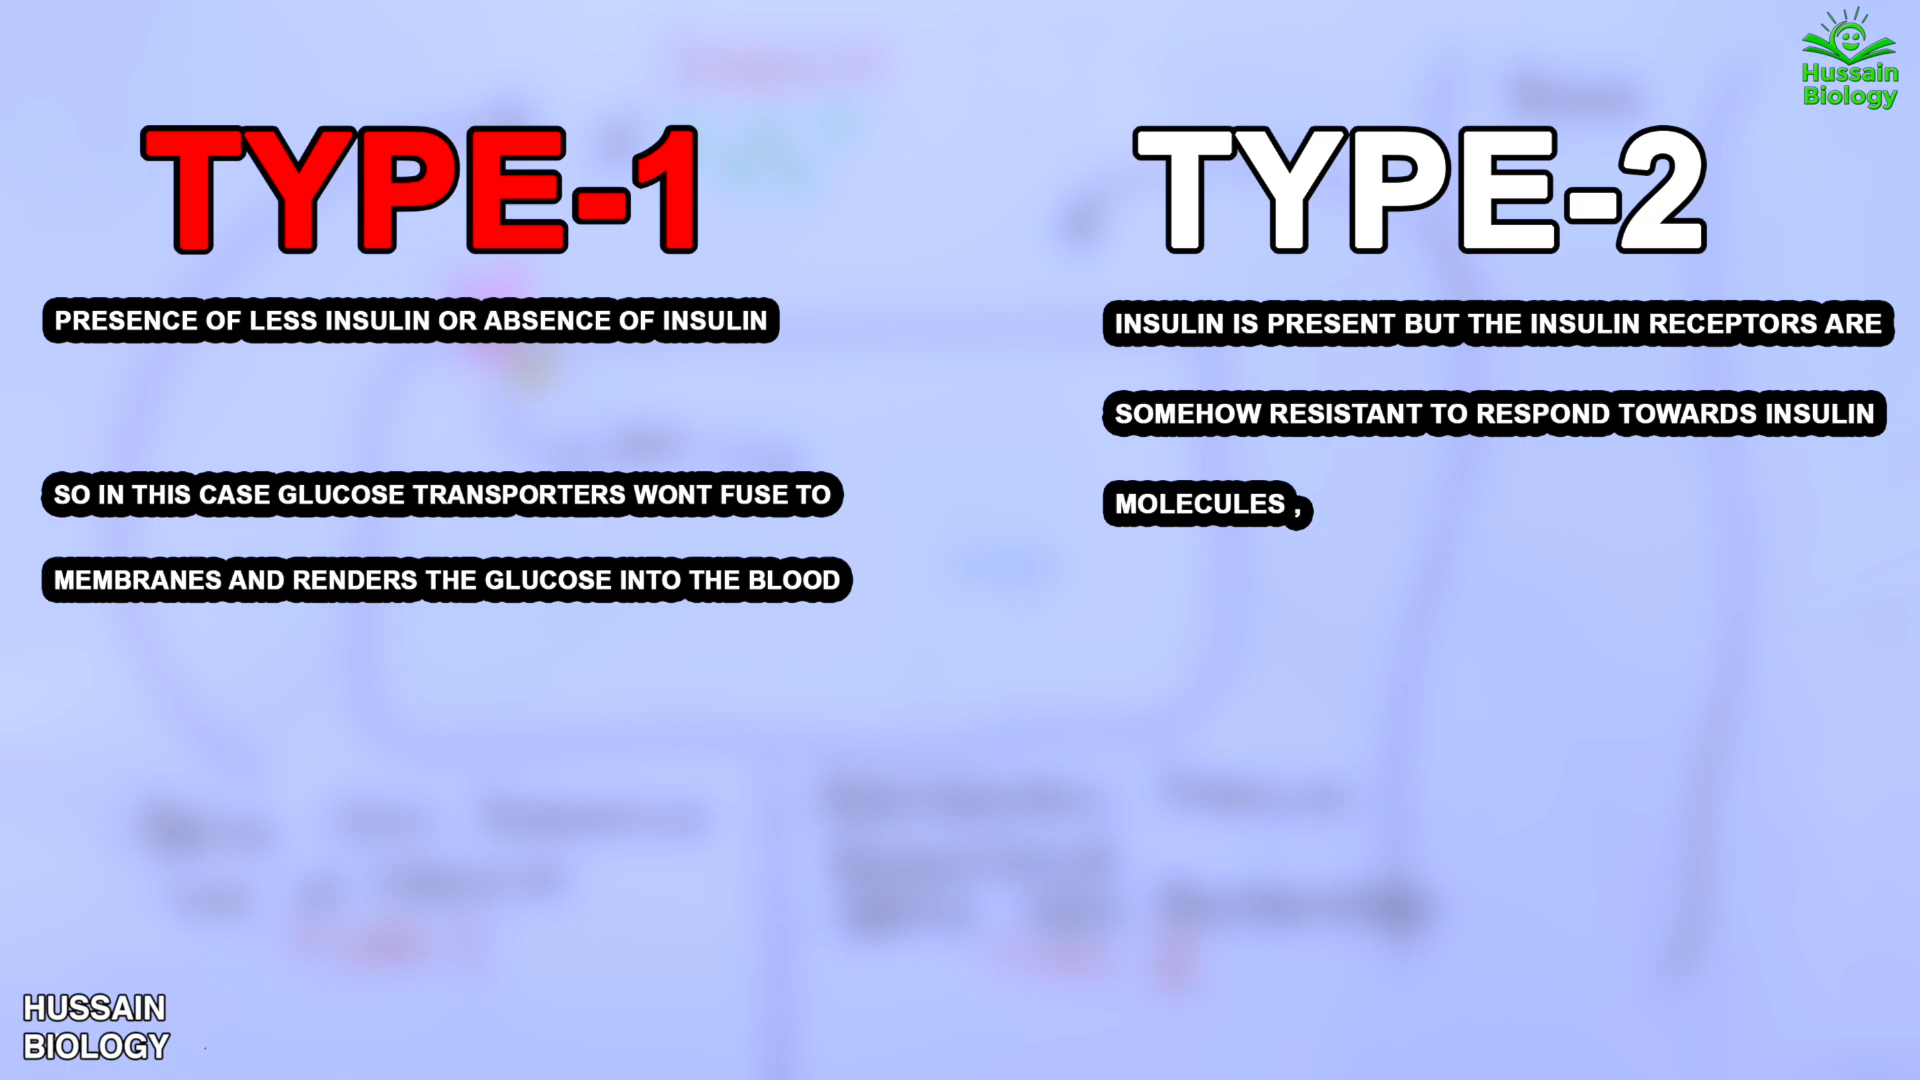 Hussain
Biology
TYPE-1
PRESENCE OF LESS INSULIN OR ABSENCE OF INSULIN
SO IN THIS CASE GLUCOSE TRANSPORTERS WONT FUSE TO
MEMBRANES AND RENDERS THE GLUCOSE INTO THE BLOOD
TYPE-2
INSULIN IS PRESENT BUT THE INSULIN RECEPTORS ARE
SOMEHOW RESISTANT TO RESPOND TOWARDS INSULIN
MOLECULES ,
HUSSAIN
BIOLOGY